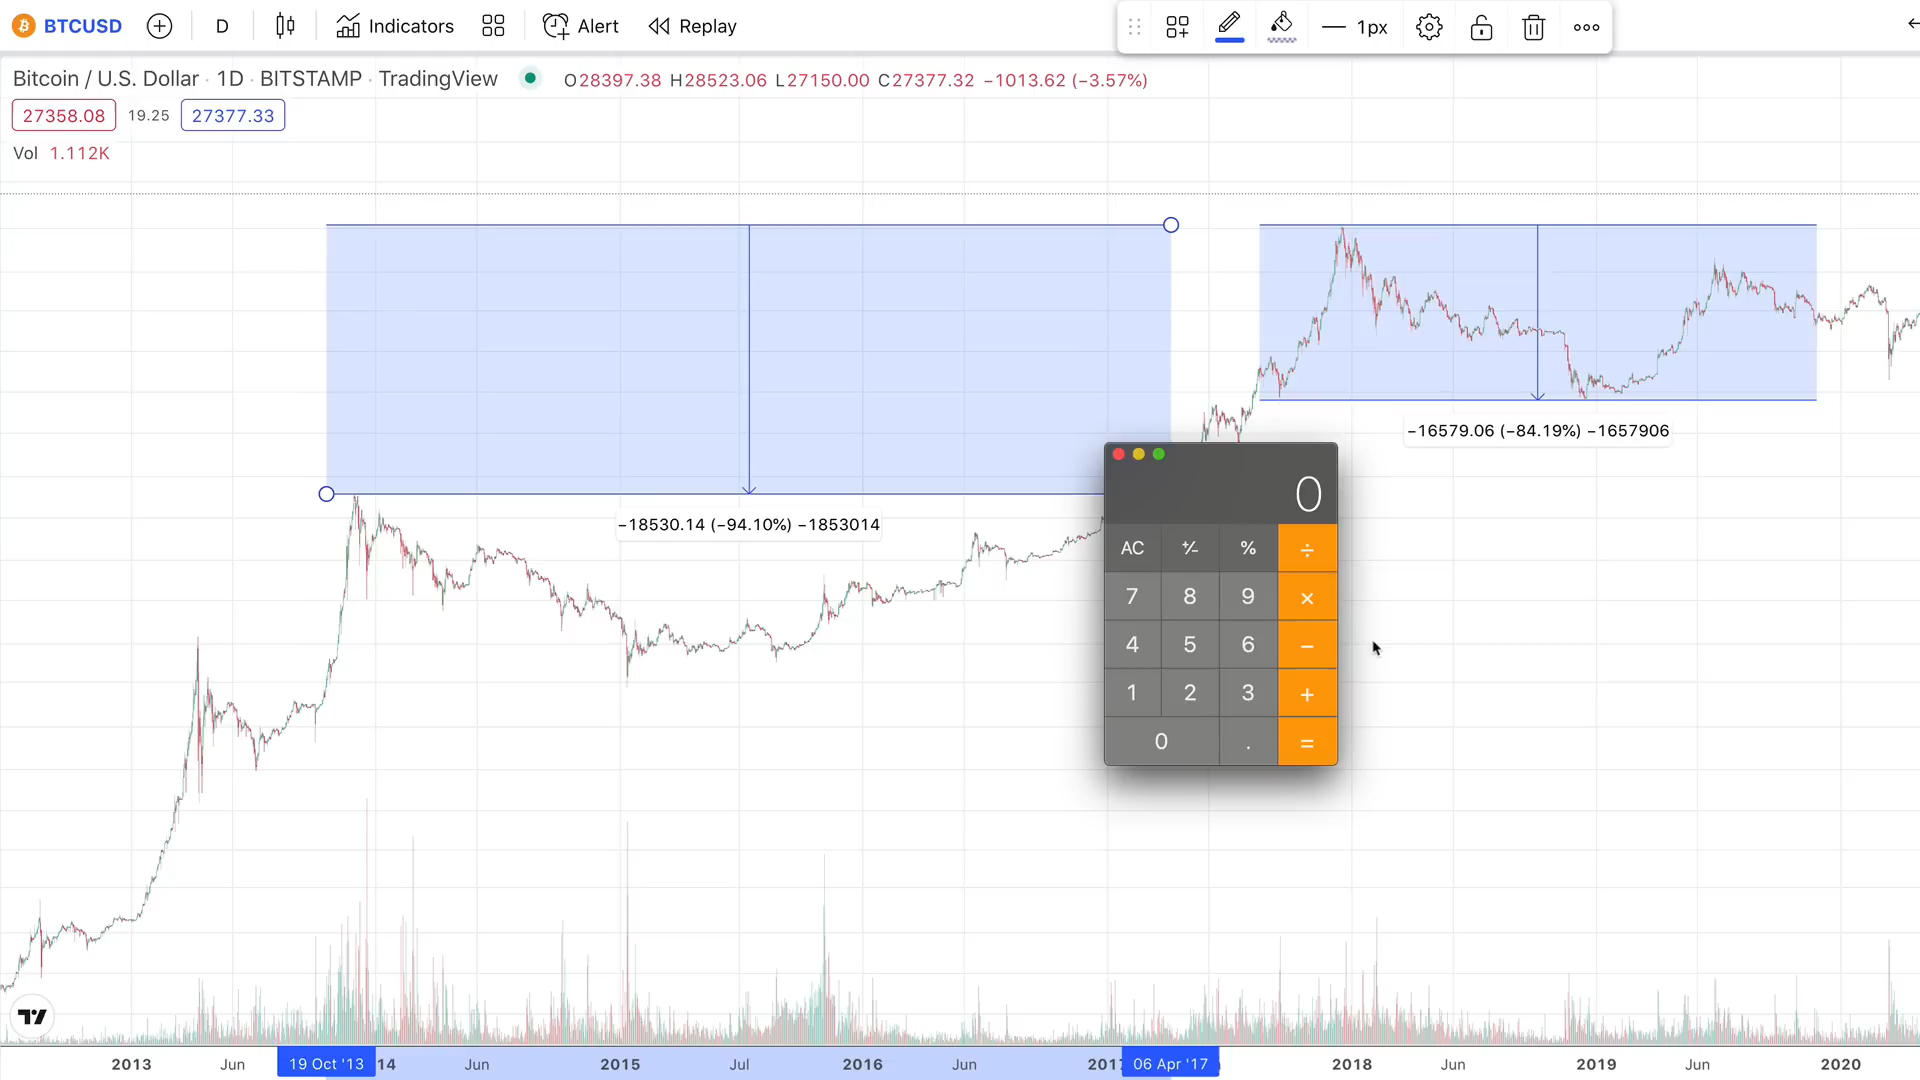 BTCUSD D Indicators Alert Replay 1px
Bitcoin / U.S. Dollar · 1D · BITSTAMP · TradingView O28397.38 H28523.06 L27150.00 C27377.32 −1013.62 (−3.57%)
27358.08 19.25 27377.33
Vol 1.112K
−16579.06 (−84.19%) −1657906
−18530.14 (−94.10%) −1853014
0
AC +⁄- % ÷
7 8 9 ×
4 5 6 −
1 2 3 +
0 . =
2013 Jun 19 Oct '13 14 Jun 2015 Jul 2016 Jun 2017 06 Apr '17 2018 Jun 2019 Jun 2020